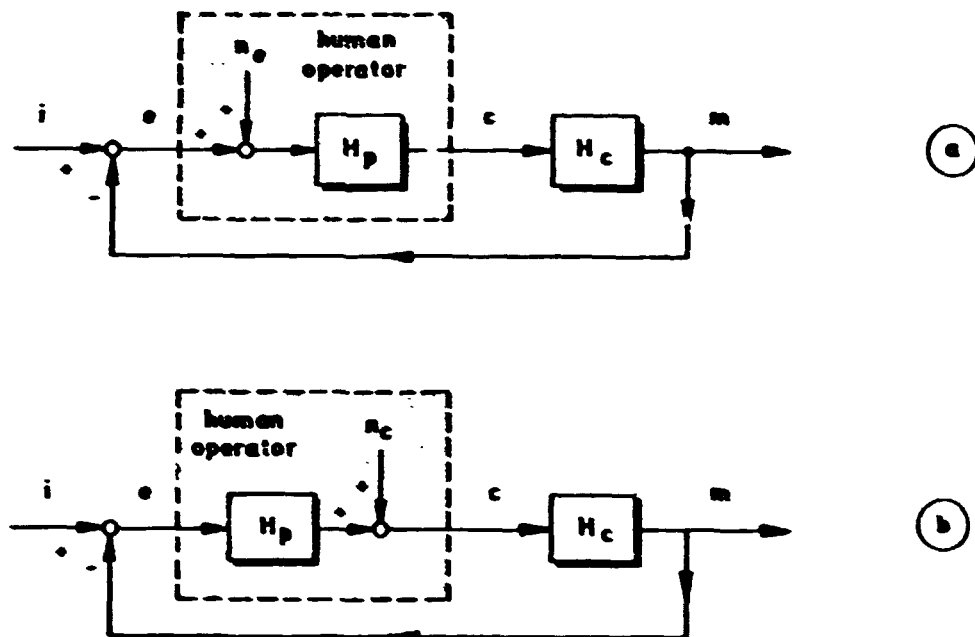 human
operator
n_e
i
e
c
m
+
+
+
-
H_p
H_c
a
human
operator
n_c
i
e
c
m
+
+
+
-
H_p
H_c
b